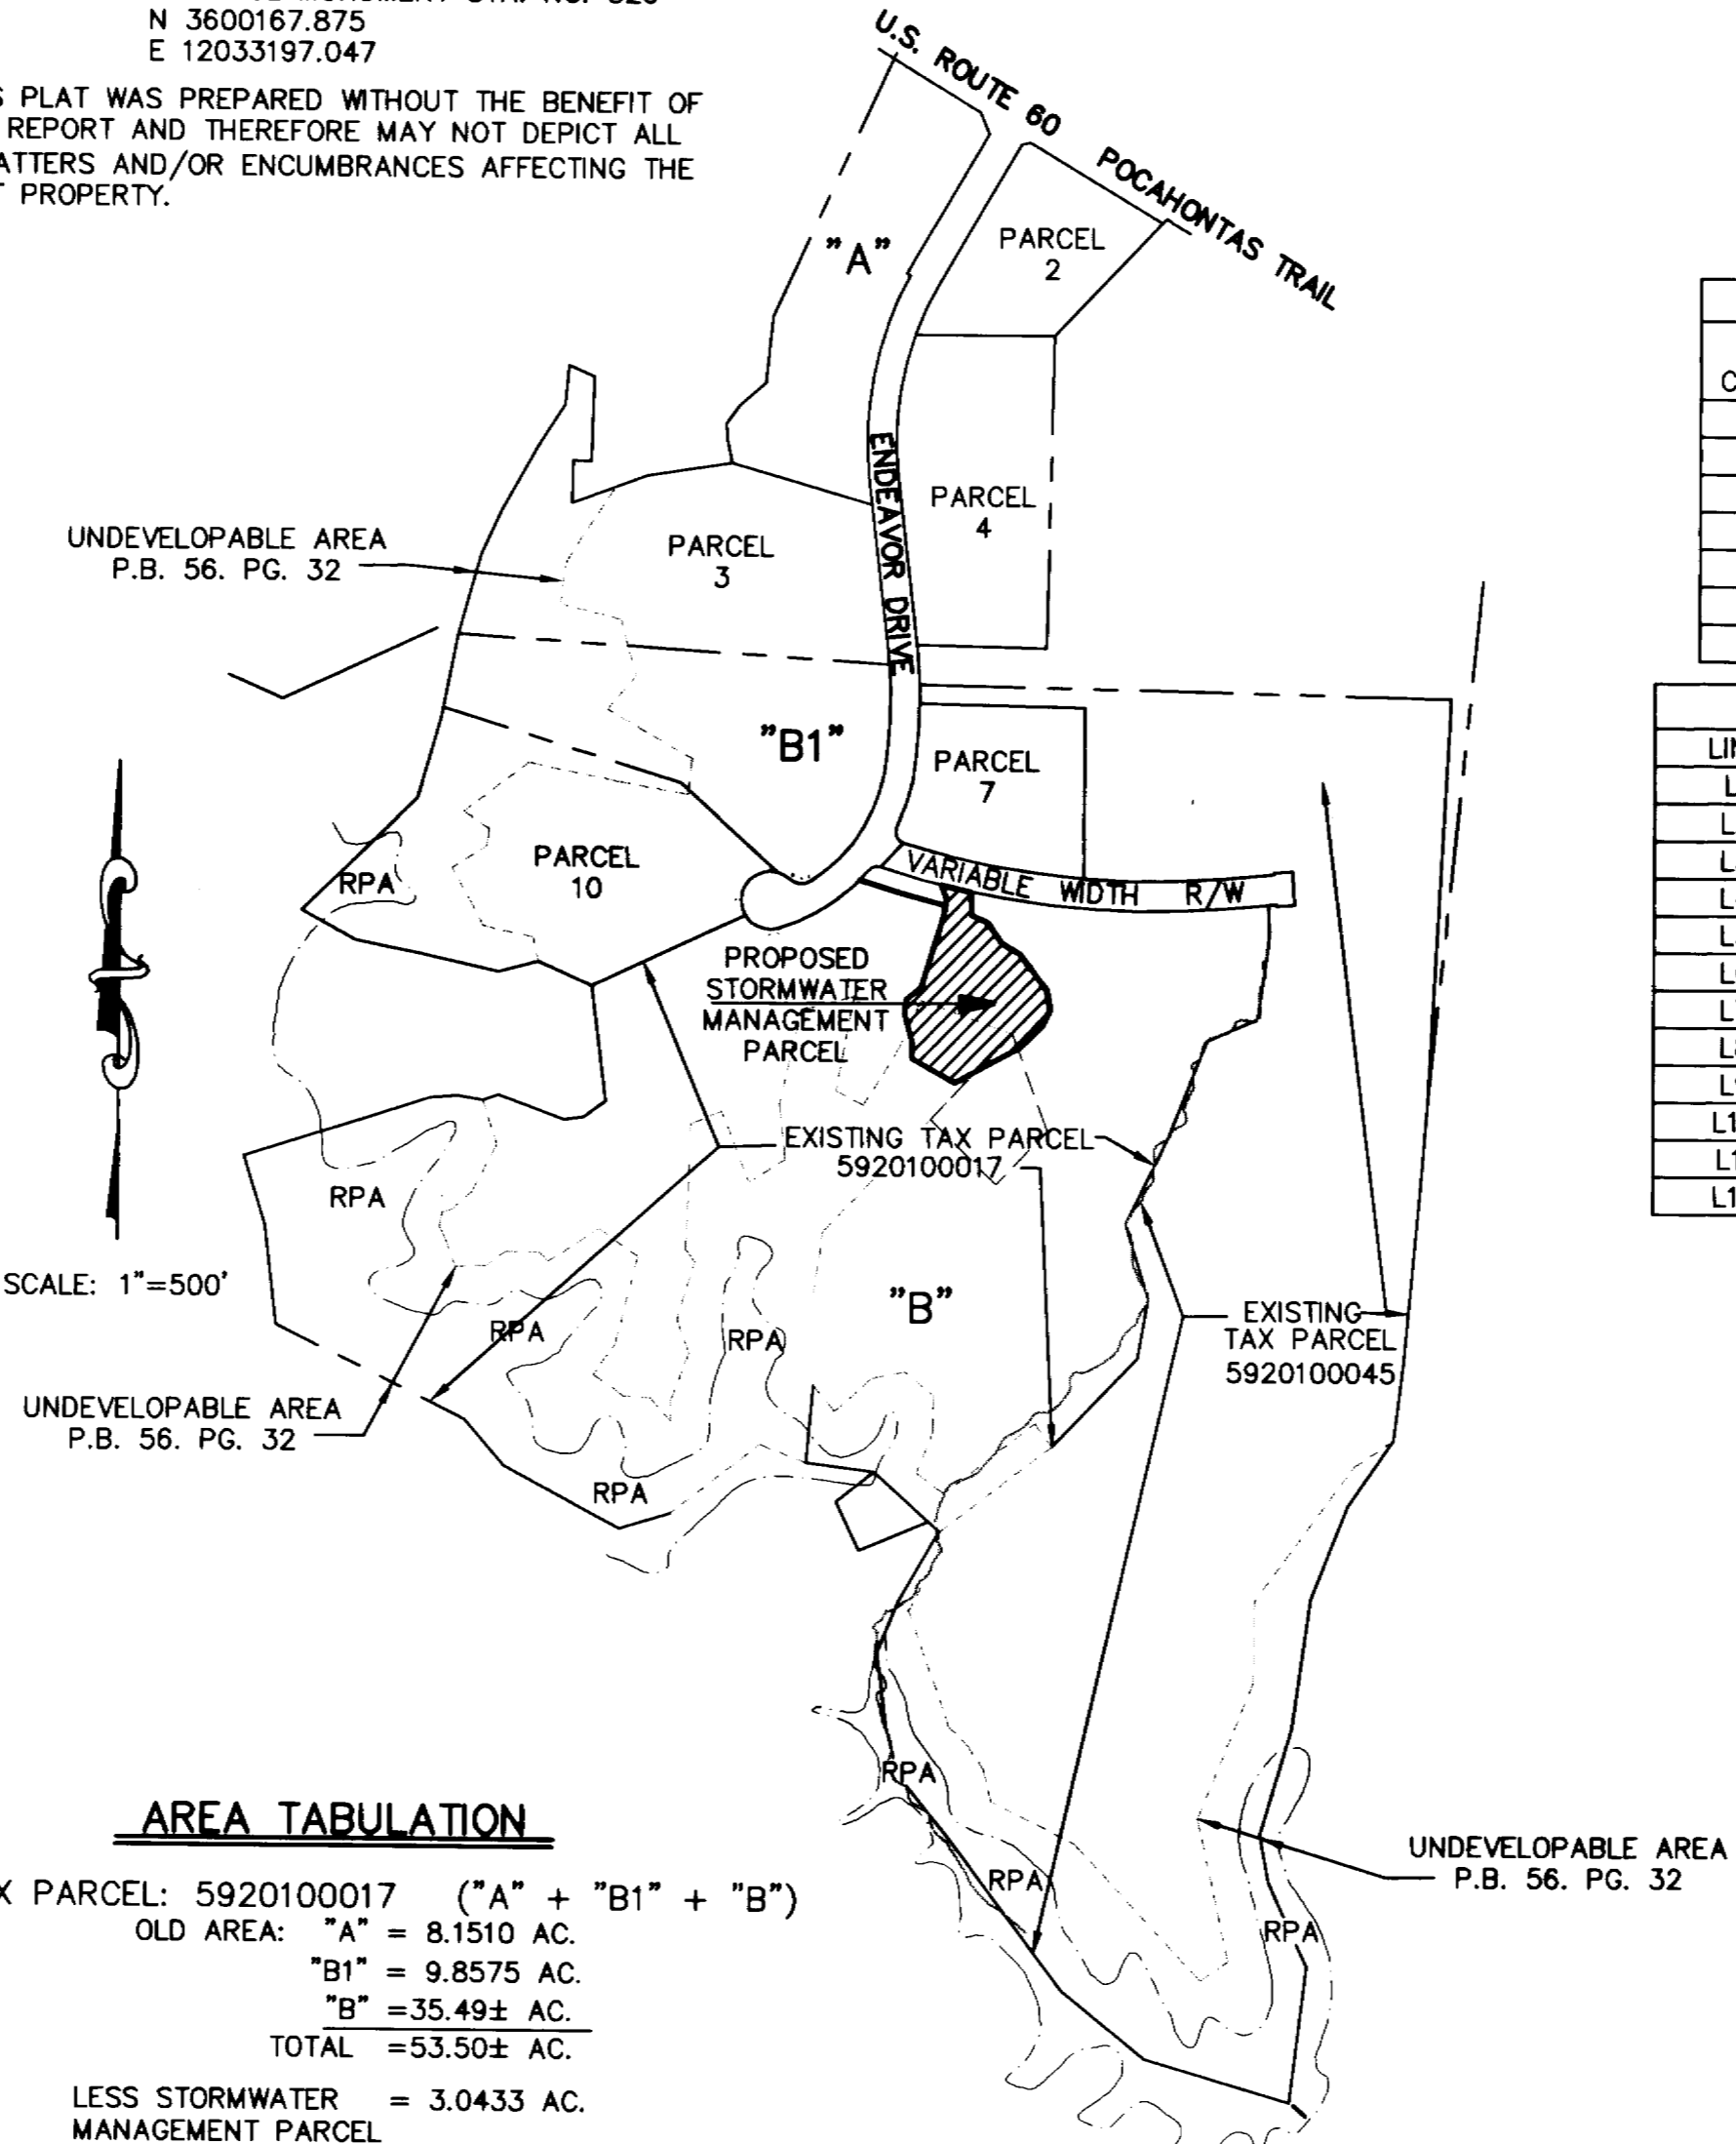 N 3600167.875
E 12033197.047
PLAT WAS PREPARED WITHOUT THE BENEFIT OF
REPORT AND THEREFORE MAY NOT DEPICT ALL
AND/OR ENCUMBRANCES AFFECTING THE
PROPERTY.
U.S. ROUTE 60 POCAHONTAS TRAIL
"A"
PARCEL
2
ENDEAVOR DRIVE
PARCEL
4
UNDEVELOPABLE AREA
P.B. 56. PG. 32
PARCEL
3
"B1"
PARCEL
7
PARCEL
10
RPA
VARIABLE WIDTH R/W
PROPOSED
STORMWATER
MANAGEMENT
PARCEL
EXISTING TAX PARCEL
5920100017
RPA
SCALE: 1"=500'
"B"
RPA
RPA
EXISTING
TAX PARCEL
5920100045
UNDEVELOPABLE AREA
P.B. 56. PG. 32
RPA
RPA
RPA
UNDEVELOPABLE AREA
P.B. 56. PG. 32
RPA
AREA TABULATION
PARCEL: 5920100017 ("A" + "B1" + "B")
OLD AREA: "A" = 8.1510 AC.
"B1" = 9.8575 AC.
"B" =35.49± AC.
TOTAL =53.50± AC.
LESS STORMWATER = 3.0433 AC.
MANAGEMENT PARCEL